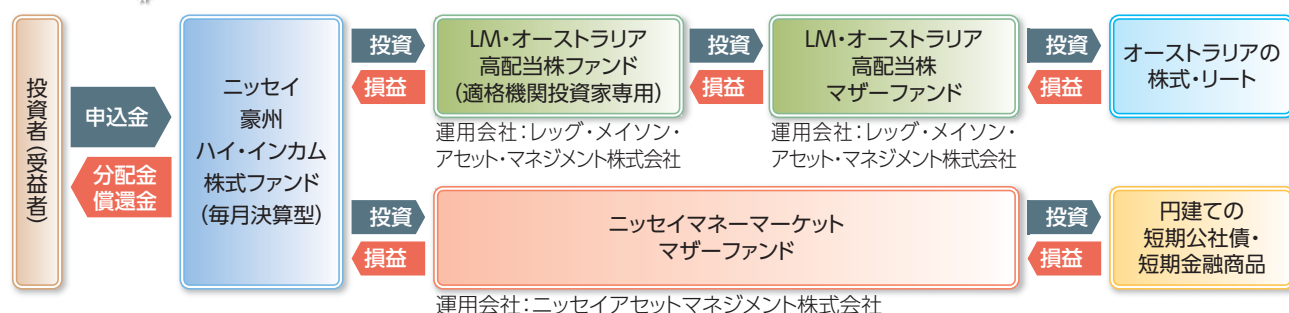 投資者(受益者)
申込金
分配金
償還金
ニッセイ
豪州
ハイ・インカム
株式ファンド
(毎月決算型)
投資
損益
LM・オーストラリア
高配当株ファンド
(適格機関投資家専用)
運用会社:レッグ・メイソン・
アセット・マネジメント株式会社
投資
損益
LM・オーストラリア
高配当株
マザーファンド
運用会社:レッグ・メイソン・
アセット・マネジメント株式会社
投資
損益
オーストラリアの
株式・リート
投資
損益
ニッセイマネーマーケット
マザーファンド
運用会社:ニッセイアセットマネジメント株式会社
投資
損益
円建ての
短期公社債・
短期金融商品